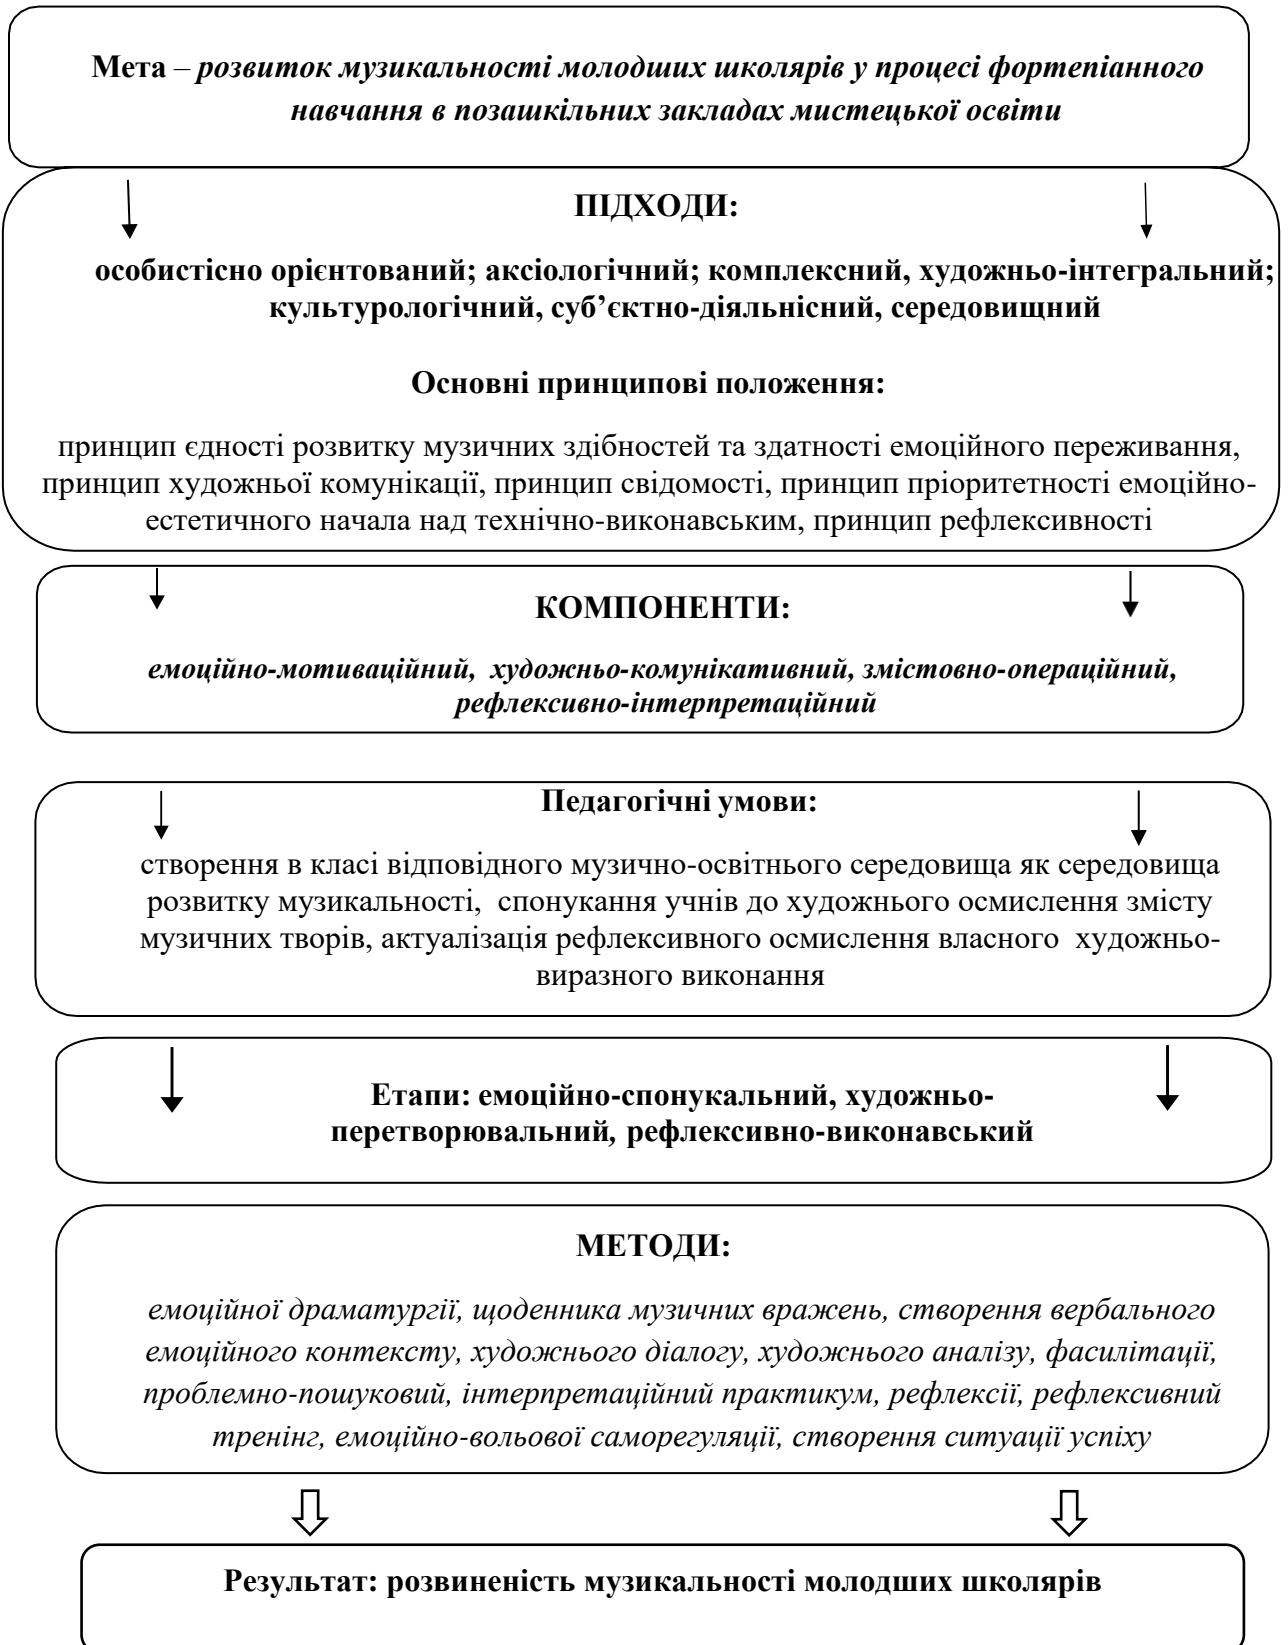 Мета – розвиток музикальності молодших школярів у процесі фортепіанного
навчання в позашкільних закладах мистецької освіти
ПІДХОДИ:
особистісно орієнтований; аксіологічний; комплексний, художньо-інтегральний;
культурологічний, суб’єктно-діяльнісний, середовищний
Основні принципові положення:
принцип єдності розвитку музичних здібностей та здатності емоційного переживання,
принцип художньої комунікації, принцип свідомості, принцип пріоритетності емоційно-
естетичного начала над технічно-виконавським, принцип рефлексивності
КОМПОНЕНТИ:
емоційно-мотиваційний, художньо-комунікативний, змістовно-операційний,
рефлексивно-інтерпретаційний
Педагогічні умови:
створення в класі відповідного музично-освітнього середовища як середовища
розвитку музикальності, спонукання учнів до художнього осмислення змісту
музичних творів, актуалізація рефлексивного осмислення власного художньо-
виразного виконання
Етапи: емоційно-спонукальний, художньо-
перетворювальний, рефлексивно-виконавський
МЕТОДИ:
емоційної драматургії, щоденника музичних вражень, створення вербального
емоційного контексту, художнього діалогу, художнього аналізу, фасилітації,
проблемно-пошуковий, інтерпретаційний практикум, рефлексії, рефлексивний
тренінг, емоційно-вольової саморегуляції, створення ситуації успіху
Результат: розвиненість музикальності молодших школярів